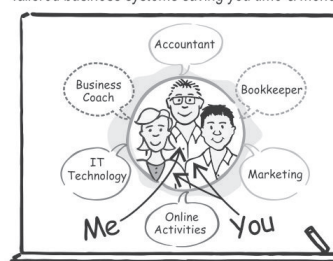 Accountant
Business
Coach
Bookkeeper
IT
Technology
Marketing
Me
Online
Activities
You